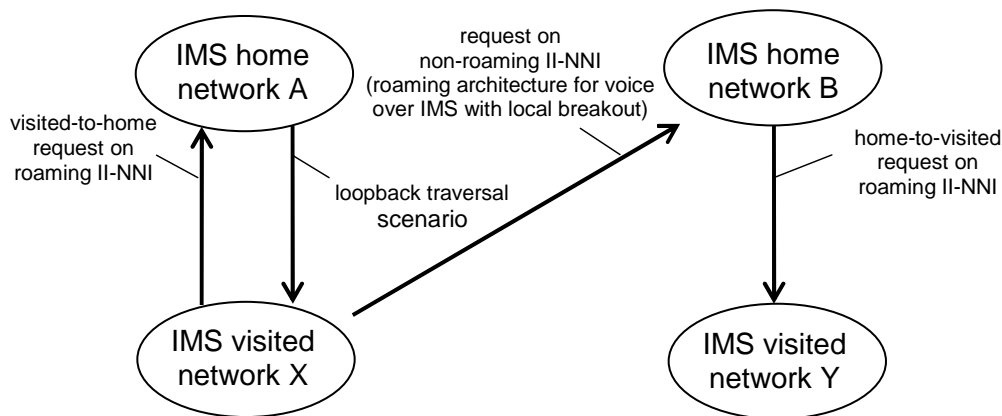 IMS home
network A
request on
non-roaming II-NNI
(roaming architecture for voice
over IMS with local breakout)
IMS home
network B
visited-to-home
request on
roaming II-NNI
loopback traversal
scenario
home-to-visited
request on
roaming II-NNI
IMS visited
network X
IMS visited
network Y